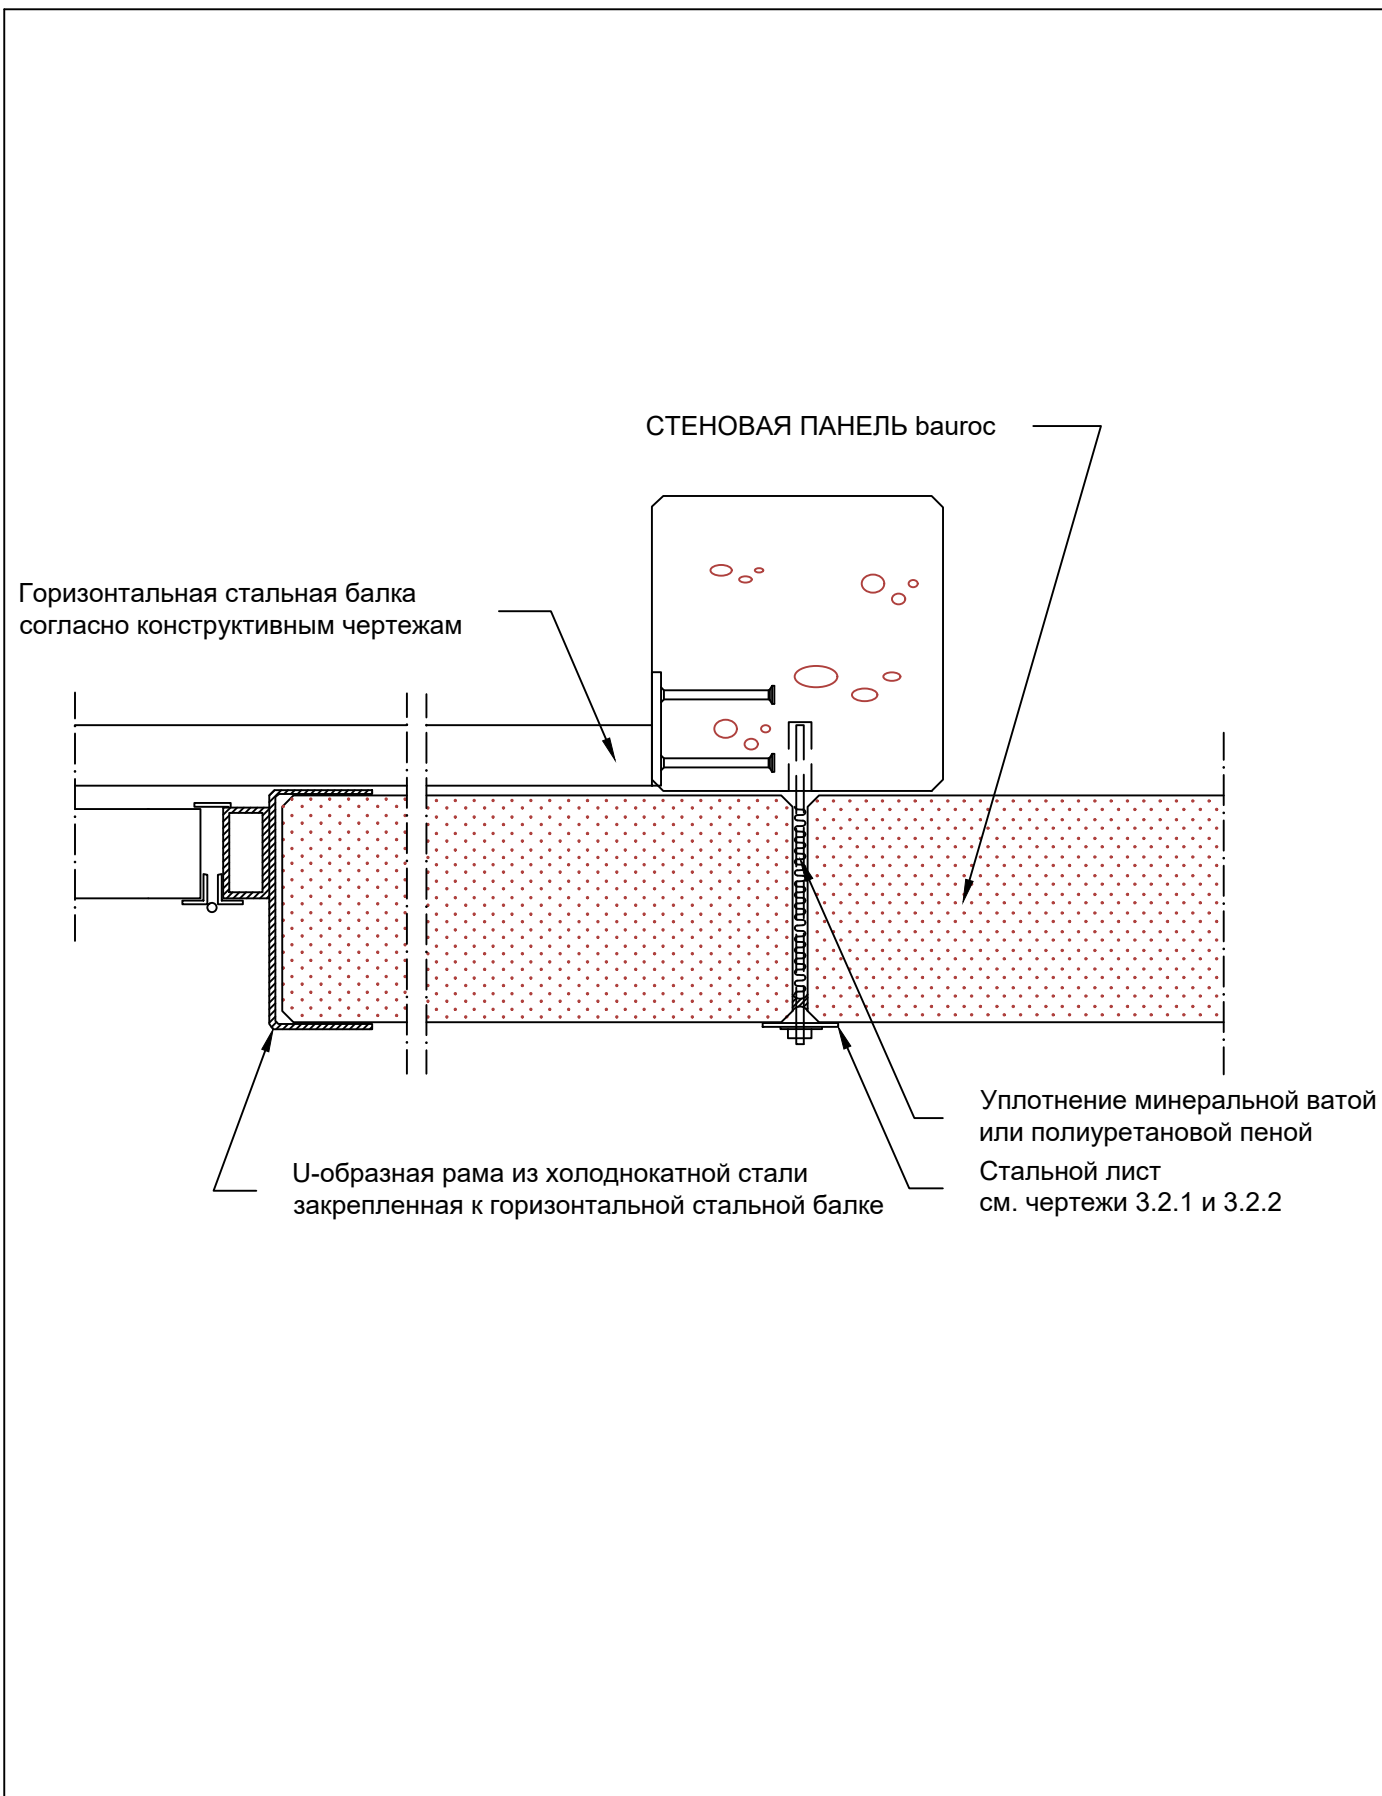 СТЕНОВАЯ ПАНЕЛЬ bauroc
Горизонтальная стальная балка
согласно конструктивным чертежам
Уплотнение минеральной ватой
или полиуретановой пеной
U-образная рама из холоднокатной стали
закрепленная к горизонтальной стальной балке
Стальной лист
см. чертежи 3.2.1 и 3.2.2